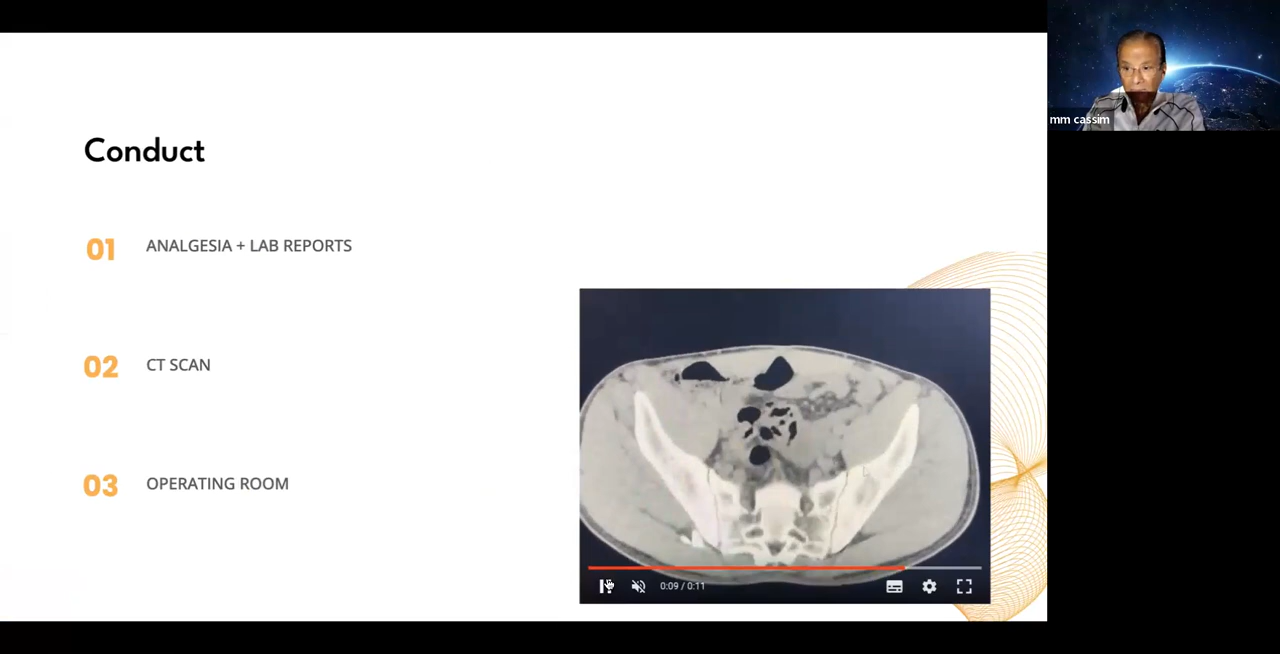 mm cassim
Conduct
01 ANALGESIA + LAB REPORTS
02 CT SCAN
03 OPERATING ROOM
0:09 / 0:11